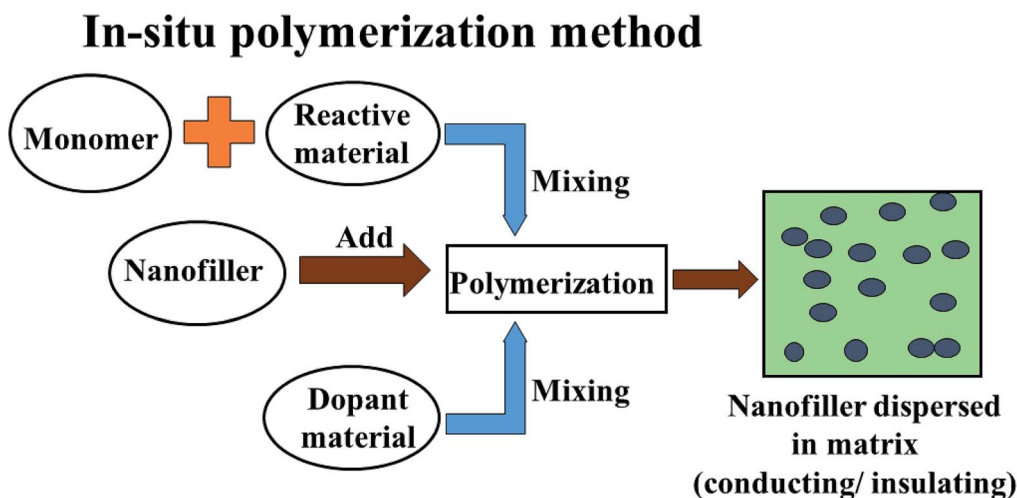 In-situ polymerization method
Monomer
Reactive
material
Mixing
Nanofiller
Add
Polymerization
Dopant
material
Mixing
Nanofiller dispersed
in matrix
(conducting/ insulating)